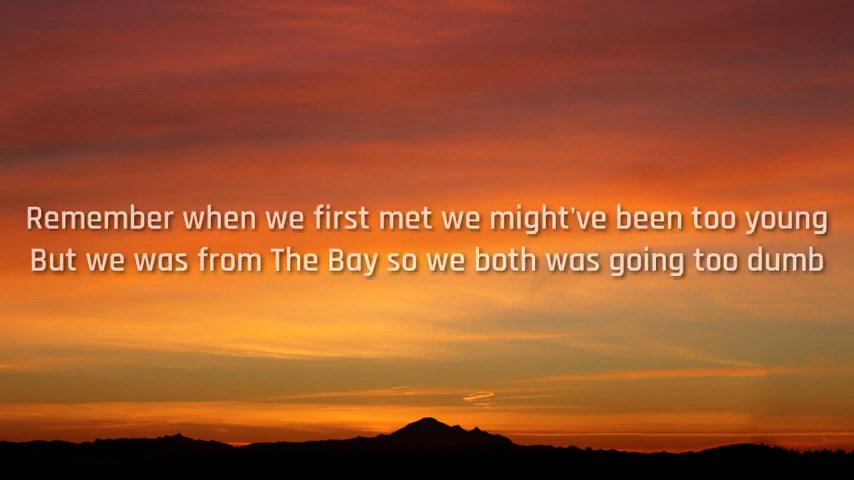 Remember when we first met we might've been too young
But we was from The Bay so we both was going too dumb